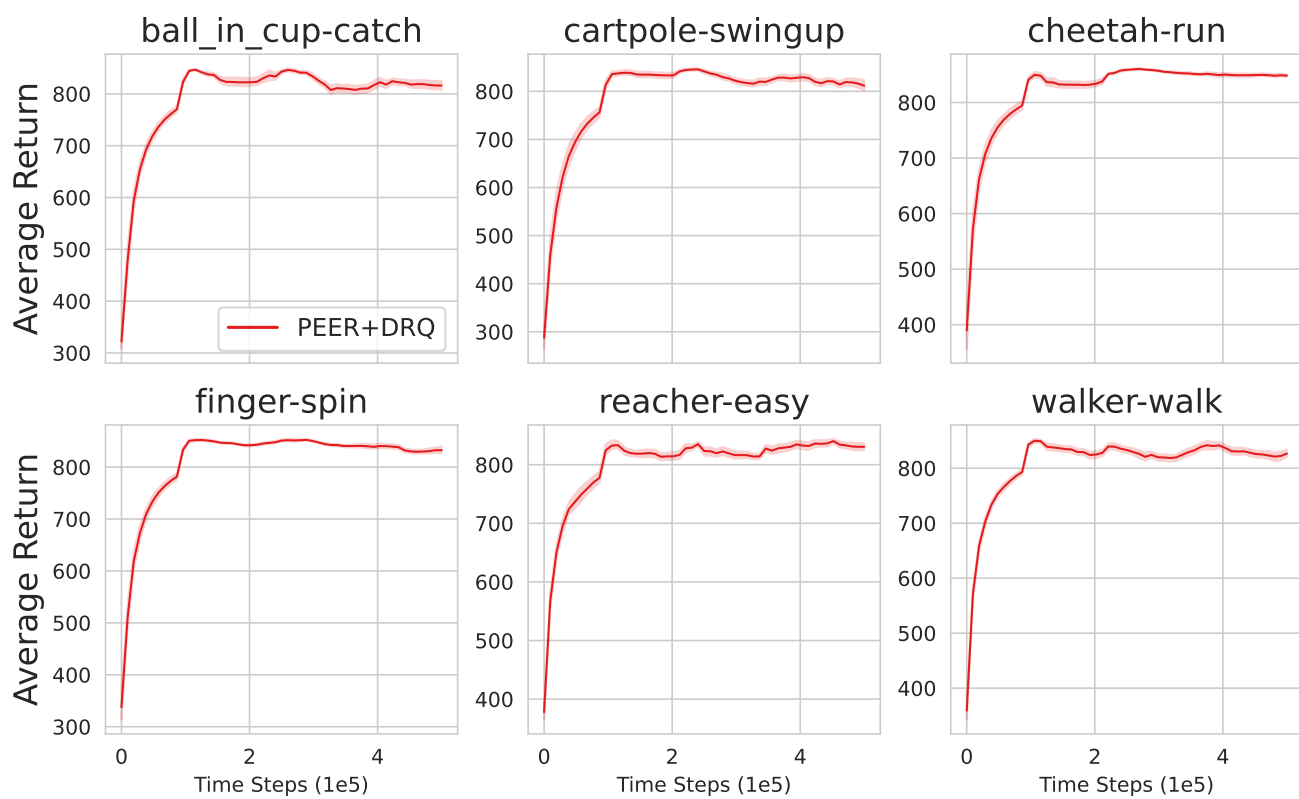 ball_in_cup-catch
cartpole-swingup
cheetah-run
Average Return
800
700
600
500
400
300
PEER+DRQ
800
700
600
500
400
300
800
700
600
500
400
finger-spin
reacher-easy
walker-walk
Average Return
800
700
600
500
400
300
0 2 4
Time Steps (1e5)
800
700
600
500
400
0 2 4
Time Steps (1e5)
800
700
600
500
400
0 2 4
Time Steps (1e5)